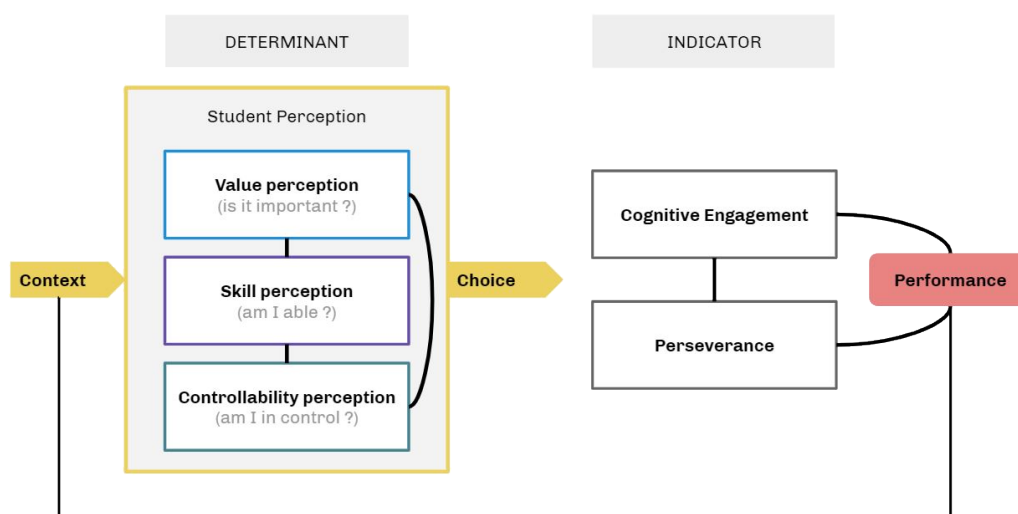 DETERMINANT
INDICATOR
Student Perception
Value perception
(is it important ?)
Cognitive Engagement
Context
Skill perception
(am I able ?)
Choice
Performance
Perseverance
Controllability perception
(am I in control ?)